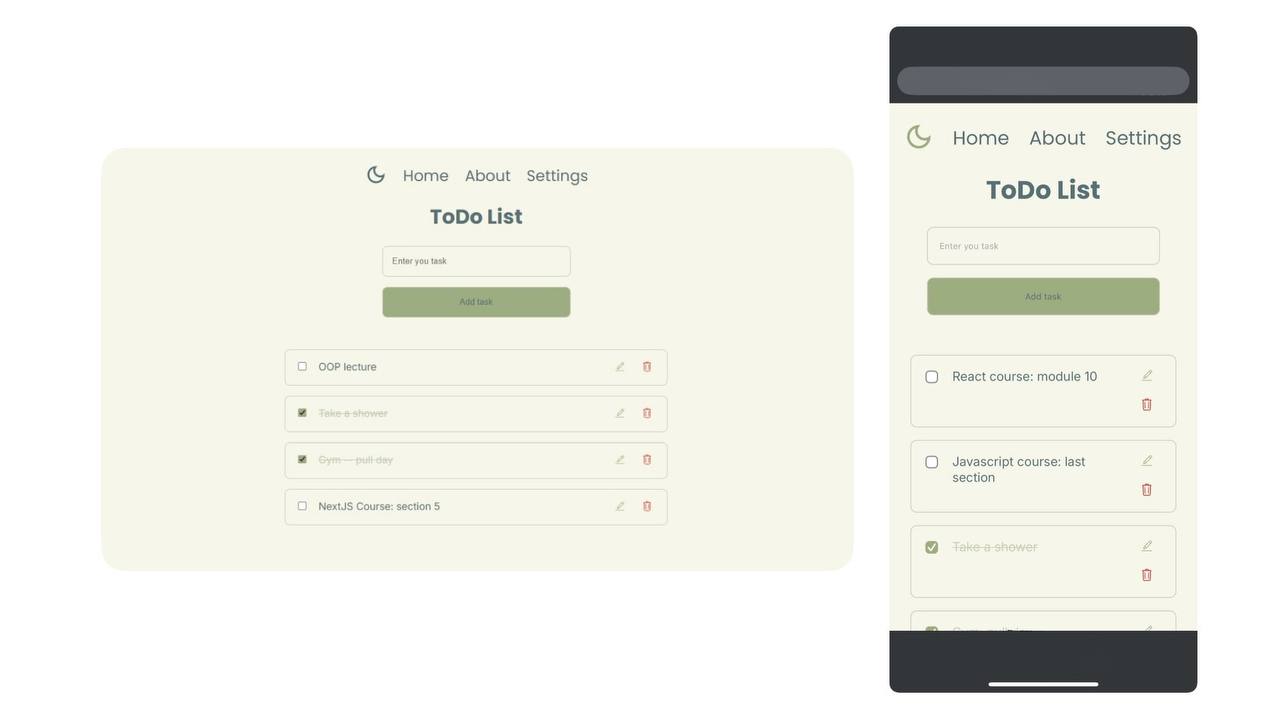 Home About Settings
ToDo List
Enter you task
Add task
OOP lecture
Take a shower
Gym — pull day
NextJS Course: section 5
Home About Settings
ToDo List
Enter you task
Add task
React course: module 10
Javascript course: last
section
Take a shower